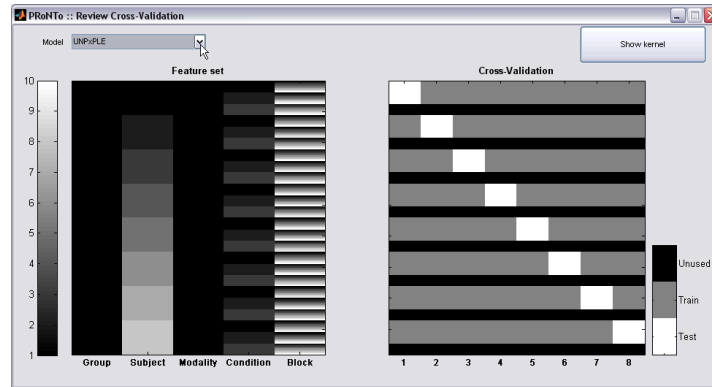 PRoNTo :: Review Cross-Validation
Model
UNPxPLE
Show kernel
Feature set
Cross-Validation
10
9
8
7
6
5
4
3
2
1
Group Subject Modality Condition Block
1 2 3 4 5 6 7 8
Unused
Train
Test